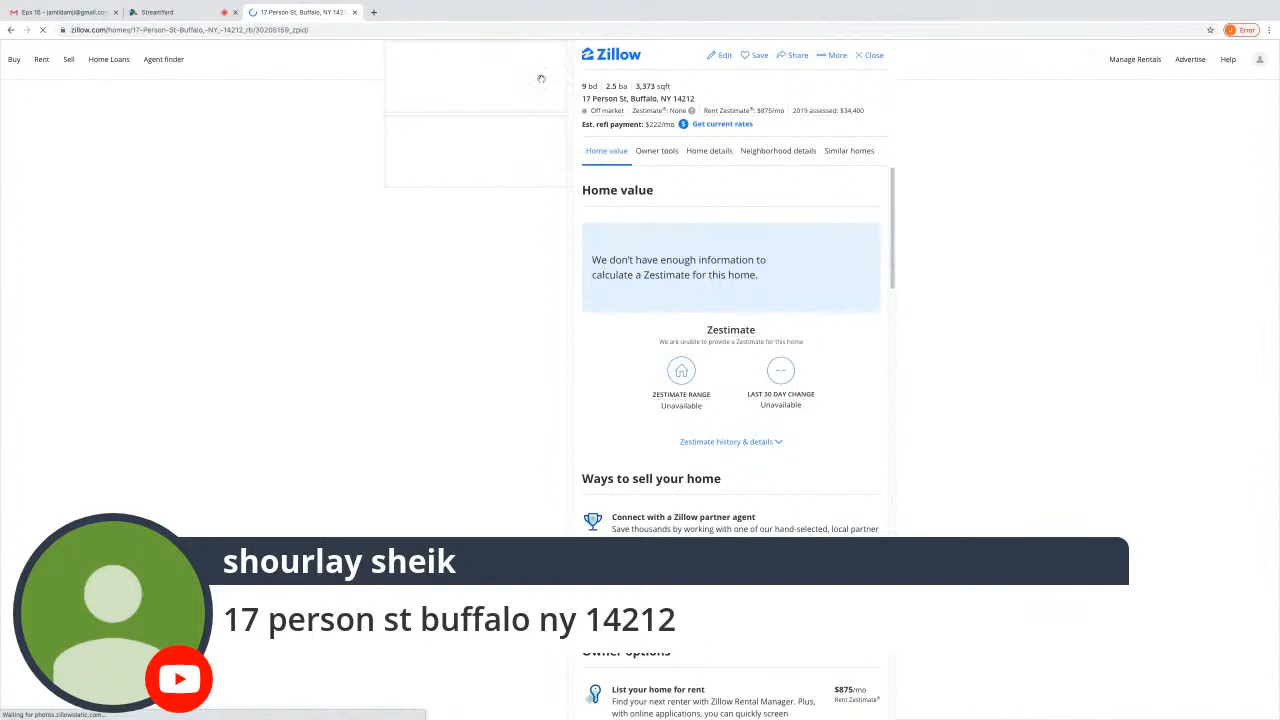 Eps 16 - jamildamji@gmail.com
StreamYard
17 Person St, Buffalo, NY 1421
zillow.com/homes/17-Person-St-Buffalo,-NY,-14212_rb/30205159_zpid/
Error
Buy Rent Sell Home Loans Agent finder
Zillow
Edit Save Share More Close
Manage Rentals Advertise Help
9 bd 2.5 ba 3,373 sqft
17 Person St, Buffalo, NY 14212
Off market Zestimate®: None Rent Zestimate®: $875/mo 2019 assessed: $34,400
Est. refi payment: $222/mo $ Get current rates
Home value Owner tools Home details Neighborhood details Similar homes
Home value
We don't have enough information to
calculate a Zestimate for this home.
Zestimate
We are unable to provide a Zestimate for this home
ZESTIMATE RANGE
Unavailable
LAST 30 DAY CHANGE
Unavailable
Zestimate history & details
Ways to sell your home
Connect with a Zillow partner agent
Save thousands by working with one of our hand-selected, local partner
shourlay sheik
17 person st buffalo ny 14212
Owner options
List your home for rent
Find your next renter with Zillow Rental Manager. Plus,
with online applications, you can quickly screen
$875/mo
Rent Zestimate®
Waiting for photos.zillowstatic.com...